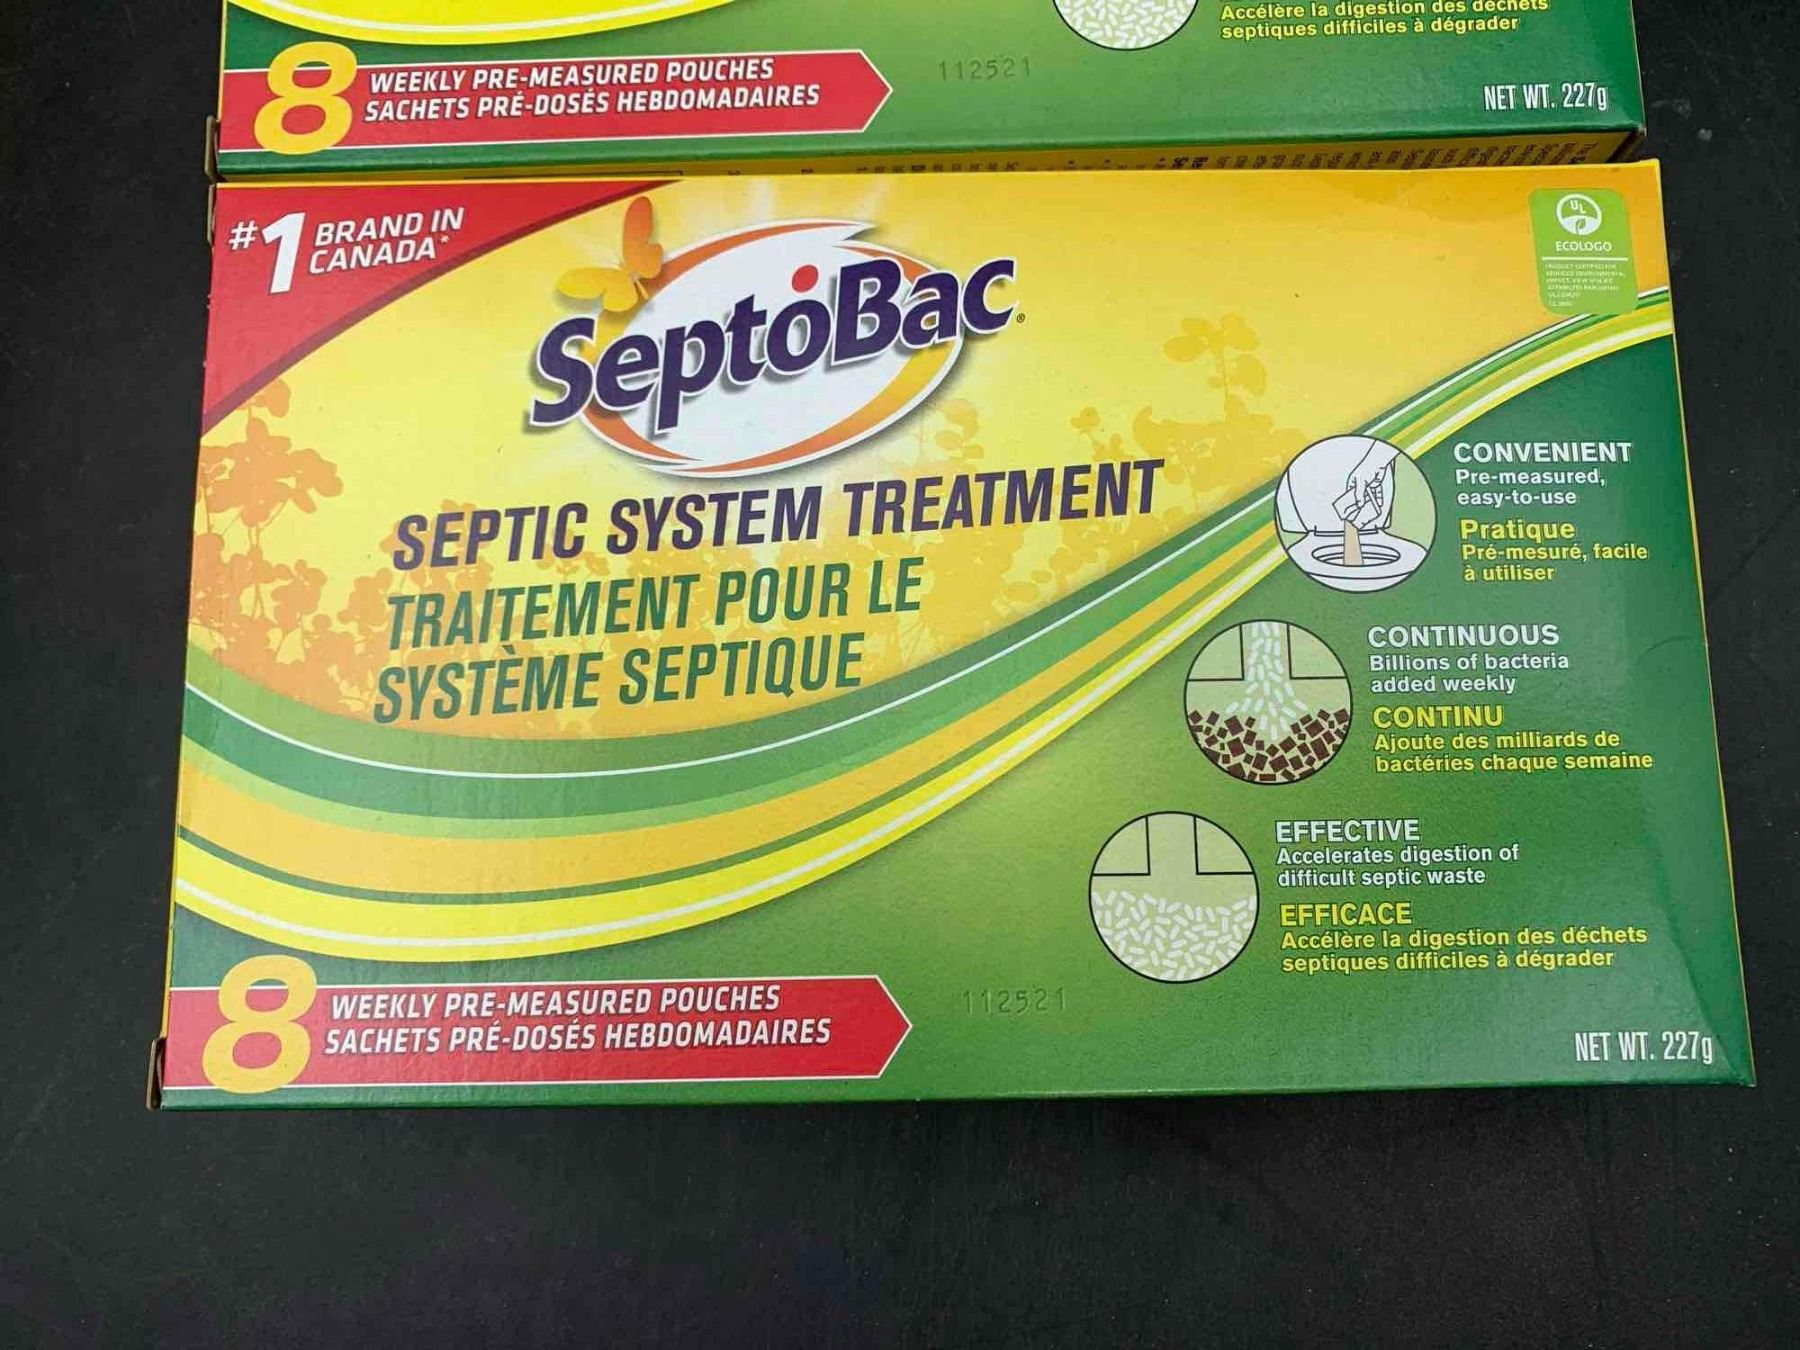 Accélère la digestion des déchets
septiques difficiles à dégrader
8
WEEKLY PRE-MEASURED POUCHES
SACHETS PRÉ-DOSÉS HEBDOMADAIRES
112521
NET WT. 227g
#1 BRAND IN
CANADA*
SeptoBac®
UL
ECOLOGO
SEPTIC SYSTEM TREATMENT
TRAITEMENT POUR LE
SYSTÈME SEPTIQUE
CONVENIENT
Pre-measured,
easy-to-use
Pratique
Pré-mesuré, facile
à utiliser
CONTINUOUS
Billions of bacteria
added weekly
CONTINU
Ajoute des milliards de
bactéries chaque semaine
EFFECTIVE
Accelerates digestion of
difficult septic waste
EFFICACE
Accélère la digestion des déchets
septiques difficiles à dégrader
8
WEEKLY PRE-MEASURED POUCHES
SACHETS PRÉ-DOSÉS HEBDOMADAIRES
112521
NET WT. 227g